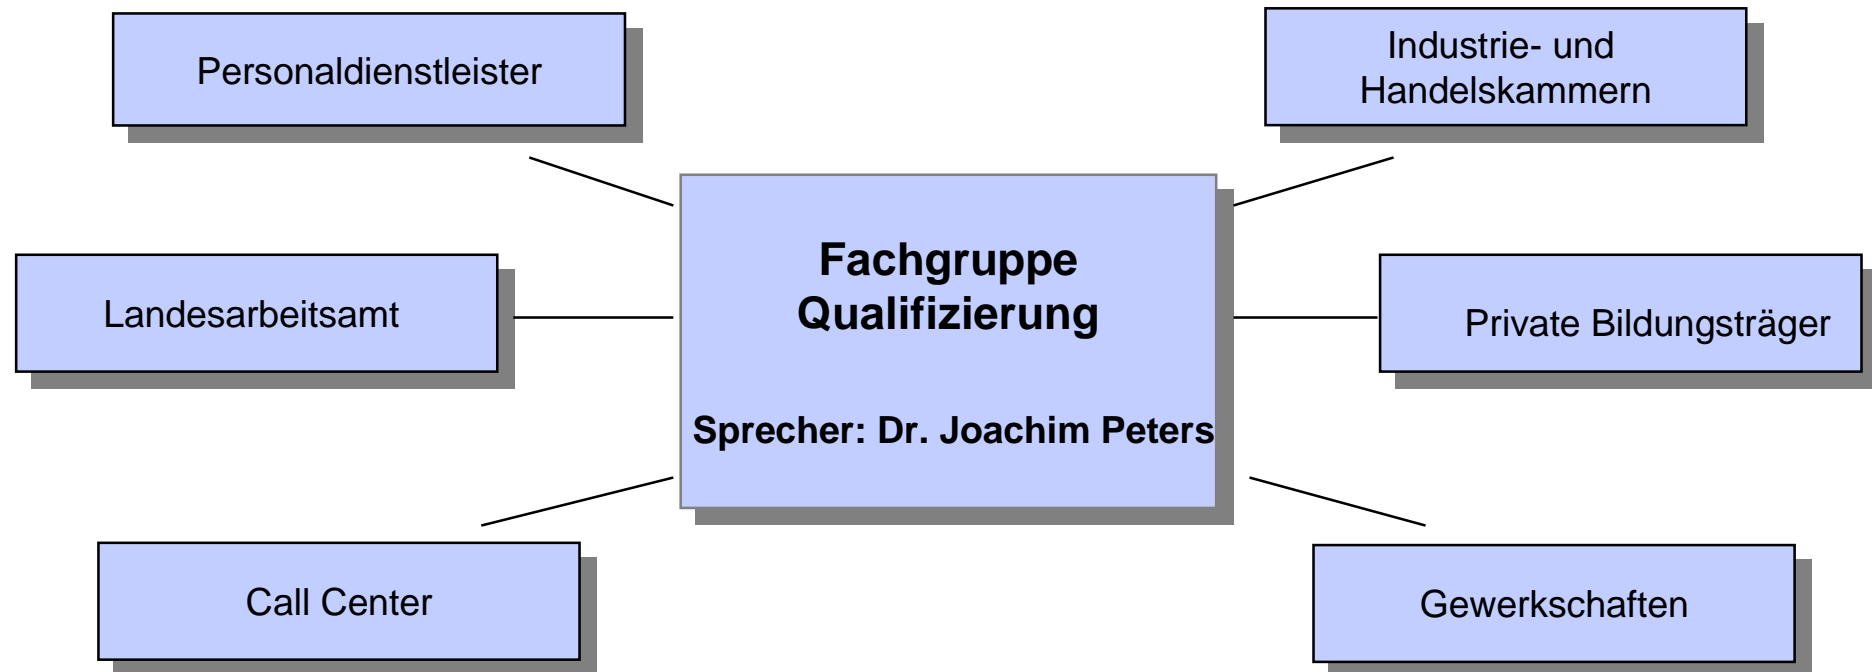 Personaldienstleister
Industrie- und
Handelskammern
Fachgruppe
Qualifizierung
Sprecher: Dr. Joachim Peters
Landesarbeitsamt
Private Bildungsträger
Call Center
Gewerkschaften